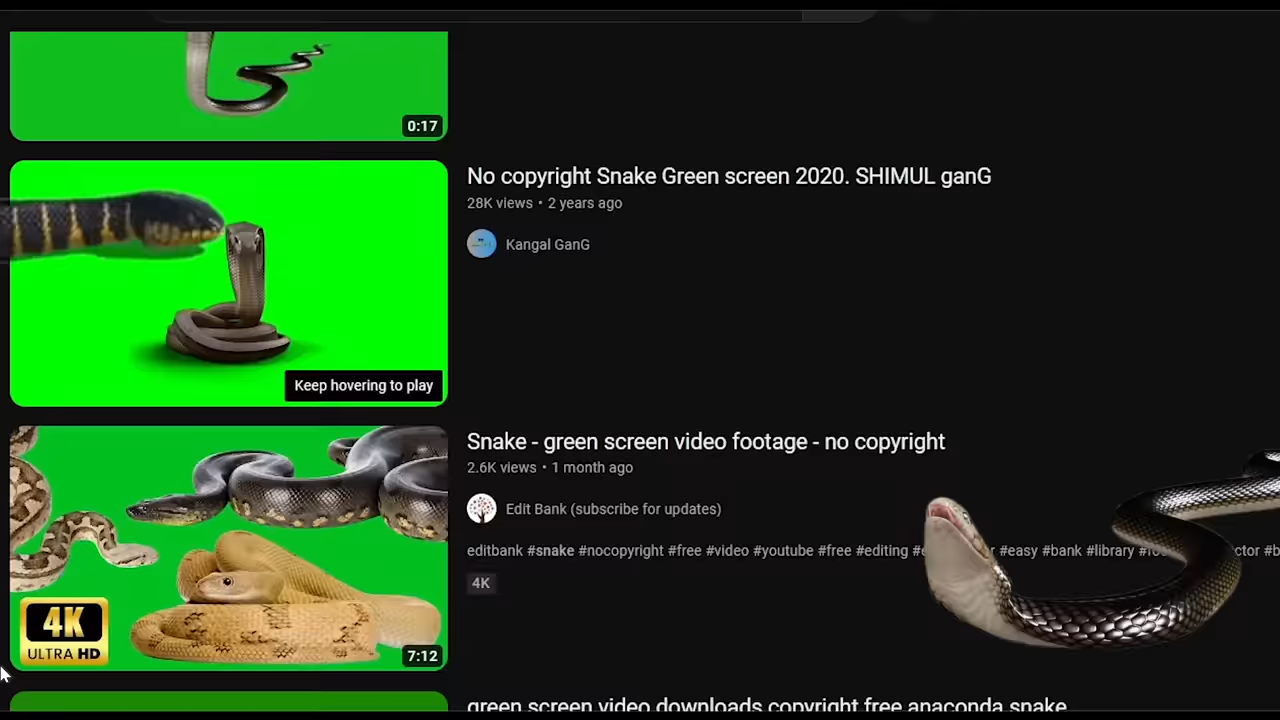 0:17
No copyright Snake Green screen 2020. SHIMUL ganG
28K views • 2 years ago
Kangal GanG
Keep hovering to play
Snake - green screen video footage - no copyright
2.6K views • 1 month ago
Edit Bank (subscribe for updates)
editbank #snake #nocopyright #free #video #youtube #free #editing #easy #bank #library
4K
4K
ULTRA HD
7:12
green screen video downloads copyright free anaconda snake